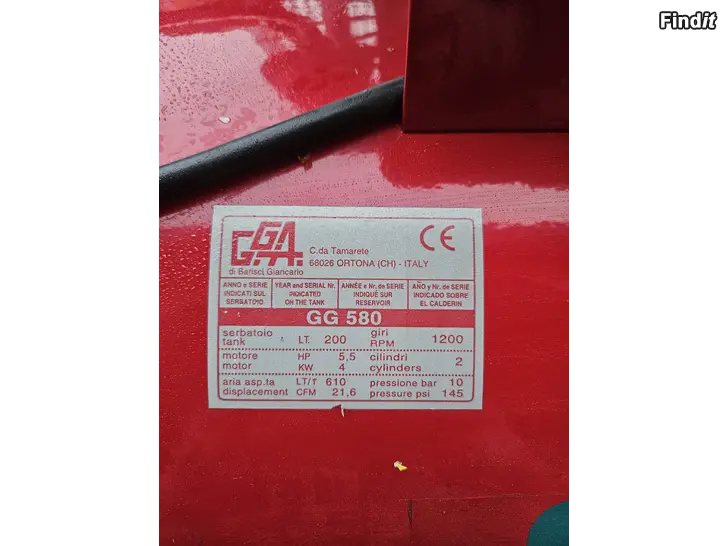 Findit
G.G.A.
C.da Tamarete
68026 ORTONA (CH) - ITALY
di Barisci Giancarlo
CE
ANNO e SERIE INDICATI SUL SERBATOIO
YEAR and SERIAL Nr. INDICATED ON THE TANK
ANNÉE e Nr. de SERIE INDIQUÉ SUR RESERVOIR
AÑO y Nr. de SERIE INDICADO SOBRE EL CALDERIN
GG 580
serbatoio tank LT. 200 giri RPM 1200
motore motor HP 5,5 KW 4 cilindri cylinders 2
aria asp.ta displacement LT/1' 610 CFM 21,6 pressione bar 10 pressure psi 145